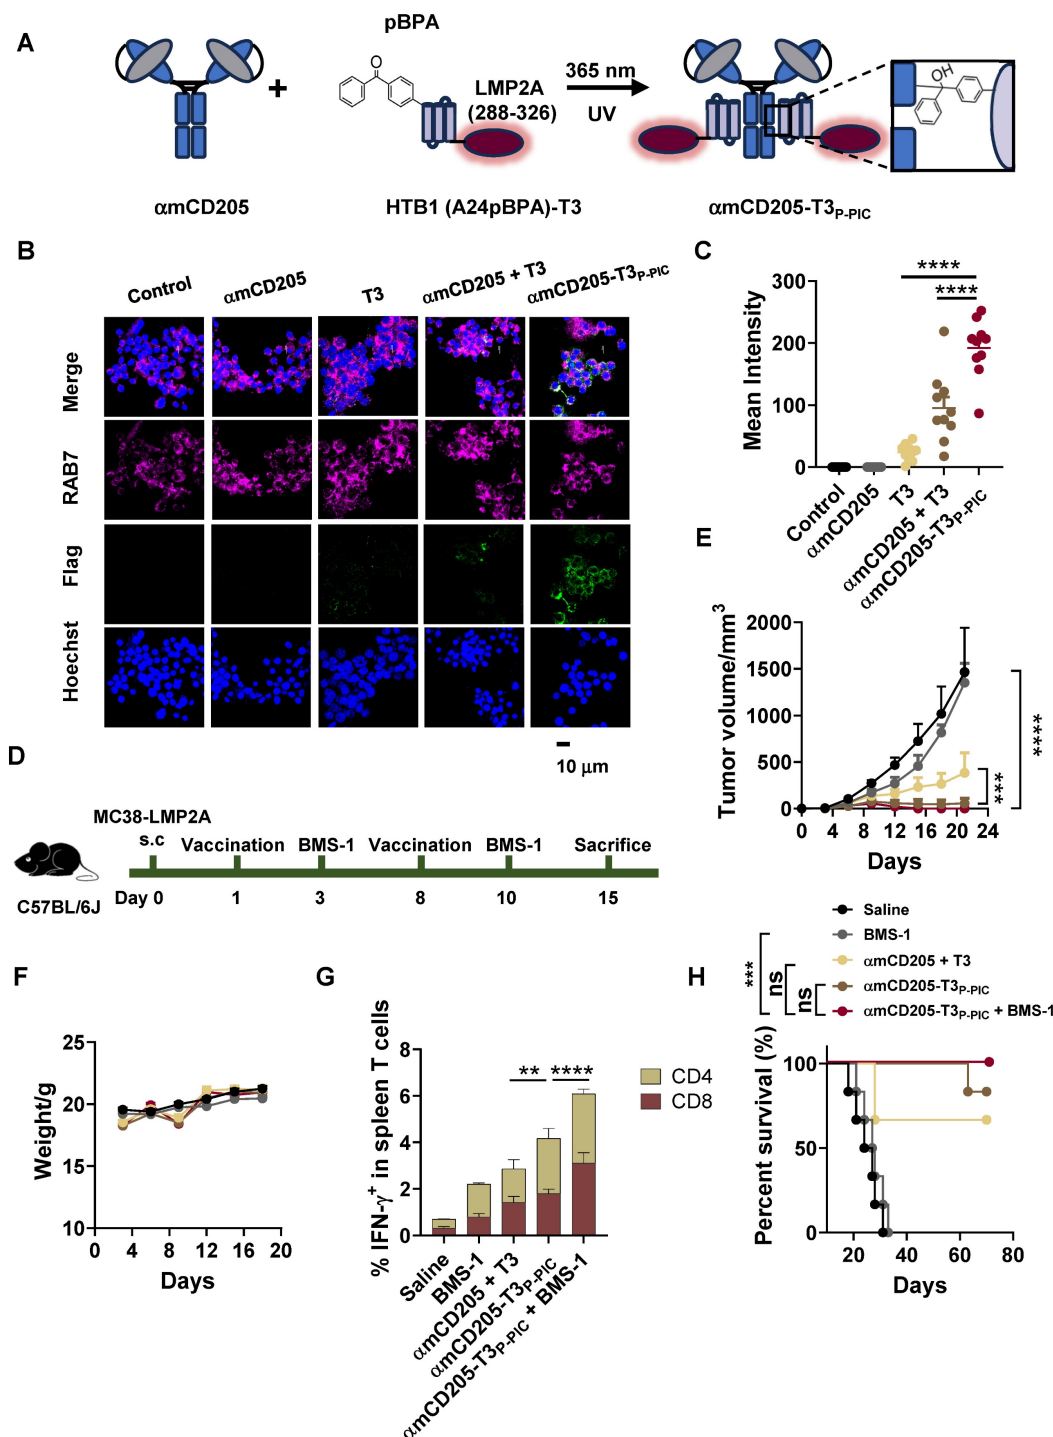 A
pBPA
O
LMP2A
(288-326)
365 nm
UV
OH
αmCD205
+
HTB1 (A24pBPA)-T3
αmCD205-T3P-PIC
B
Control
αmCD205
T3
αmCD205 + T3
αmCD205-T3P-PIC
Merge
RAB7
Flag
Hoechst
10 μm
C
Mean Intensity
300
200
100
0
****
****
Control
αmCD205
T3
αmCD205 + T3
αmCD205-T3P-PIC
D
MC38-LMP2A
s.c
Vaccination
BMS-1
Vaccination
BMS-1
Sacrifice
C57BL/6J
Day 0
1
3
8
10
15
E
Tumor volume/mm³
2000
1500
1000
500
0
0 4 8 12 16 20 24
Days
***
****
Saline
BMS-1
αmCD205 + T3
αmCD205-T3P-PIC
αmCD205-T3P-PIC + BMS-1
***
ns
ns
F
Weight/g
25
20
15
10
0 4 8 12 16 20
Days
G
% IFN-γ⁺ in spleen T cells
8
6
4
2
0
** ****
CD4
CD8
Saline
BMS-1
αmCD205 + T3
αmCD205-T3P-PIC
αmCD205-T3P-PIC + BMS-1
H
Percent survival (%)
100
50
0
20 40 60 80
Days